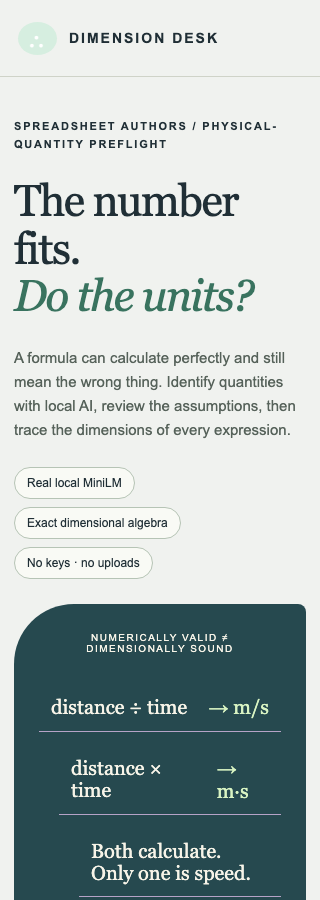 DIMENSION DESK
SPREADSHEET AUTHORS / PHYSICAL-
QUANTITY PREFLIGHT
The number
fits.
Do the units?
A formula can calculate perfectly and still
mean the wrong thing. Identify quantities
with local AI, review the assumptions, then
trace the dimensions of every expression.
Real local MiniLM
Exact dimensional algebra
No keys · no uploads
NUMERICALLY VALID ≠
DIMENSIONALLY SOUND
distance ÷ time → m/s
distance × →
time m·s
Both calculate.
Only one is speed.